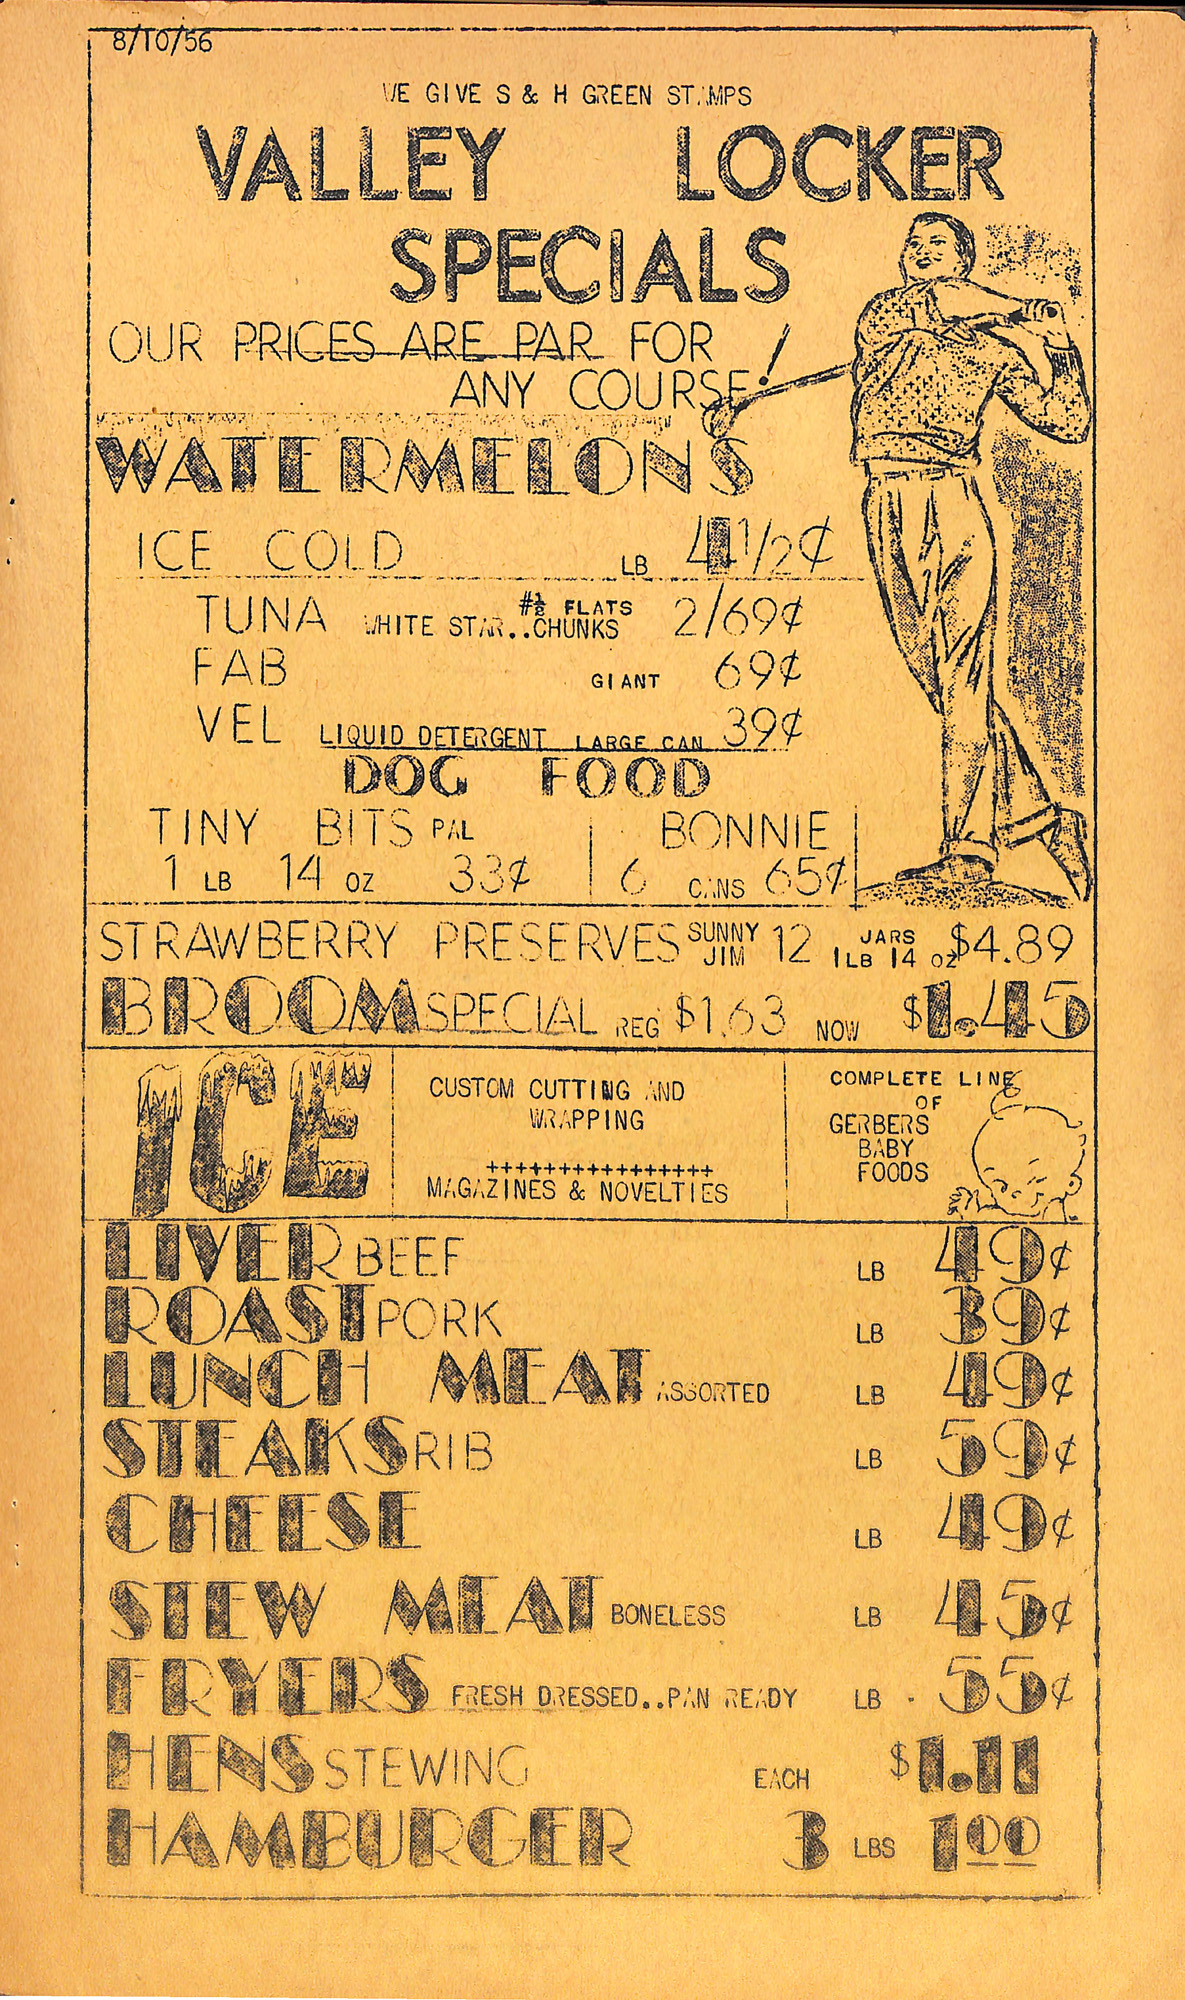 8/10/56
WE GIVE S & H GREEN STAMPS
VALLEY LOCKER
SPECIALS
OUR PRICES ARE PAR FOR
ANY COURSE!
WATERMELONS
ICE COLD LB 4 1/2¢
TUNA WHITE STAR..CHUNKS #½ FLATS 2/69¢
FAB GIANT 69¢
VEL LIQUID DETERGENT LARGE CAN 39¢
DOG FOOD
TINY BITS PAL
1 LB 14 OZ 33¢
BONNIE
6 CANS 65¢
STRAWBERRY PRESERVES SUNNY JIM 12 JARS 1 LB 14 OZ $4.89
BROOM SPECIAL REG $1.63 NOW $1.45
ICE
CUSTOM CUTTING AND
WRAPPING
++++++++++++++++
MAGAZINES & NOVELTIES
COMPLETE LINE
OF
GERBERS
BABY
FOODS
LIVER BEEF LB 49¢
ROAST PORK LB 39¢
LUNCH MEAT ASSORTED LB 49¢
STEAKS RIB LB 59¢
CHEESE LB 49¢
STEW MEAT BONELESS LB 45¢
FRYERS FRESH DRESSED..PAN READY LB 55¢
HENS STEWING EACH $1.11
HAMBURGER 3 LBS 1 00